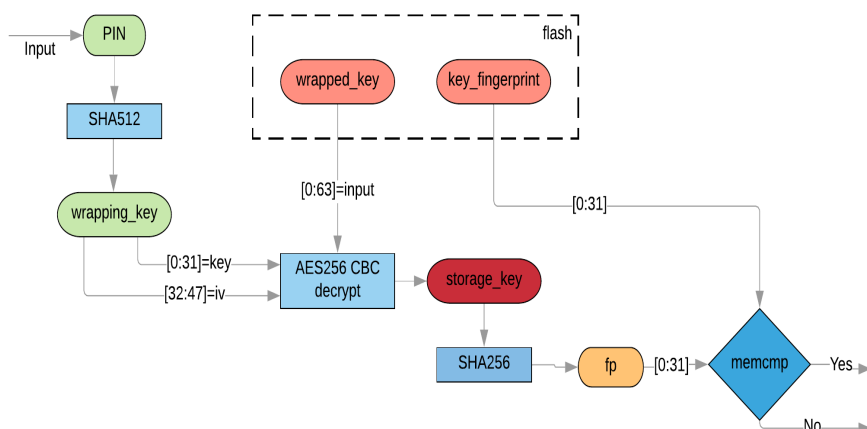 Input
PIN
flash
wrapped_key
key_fingerprint
SHA512
[0:63]=input
[0:31]
wrapping_key
[0:31]=key
[32:47]=iv
AES256 CBC
decrypt
storage_key
SHA256
fp
[0:31]
memcmp
Yes
No